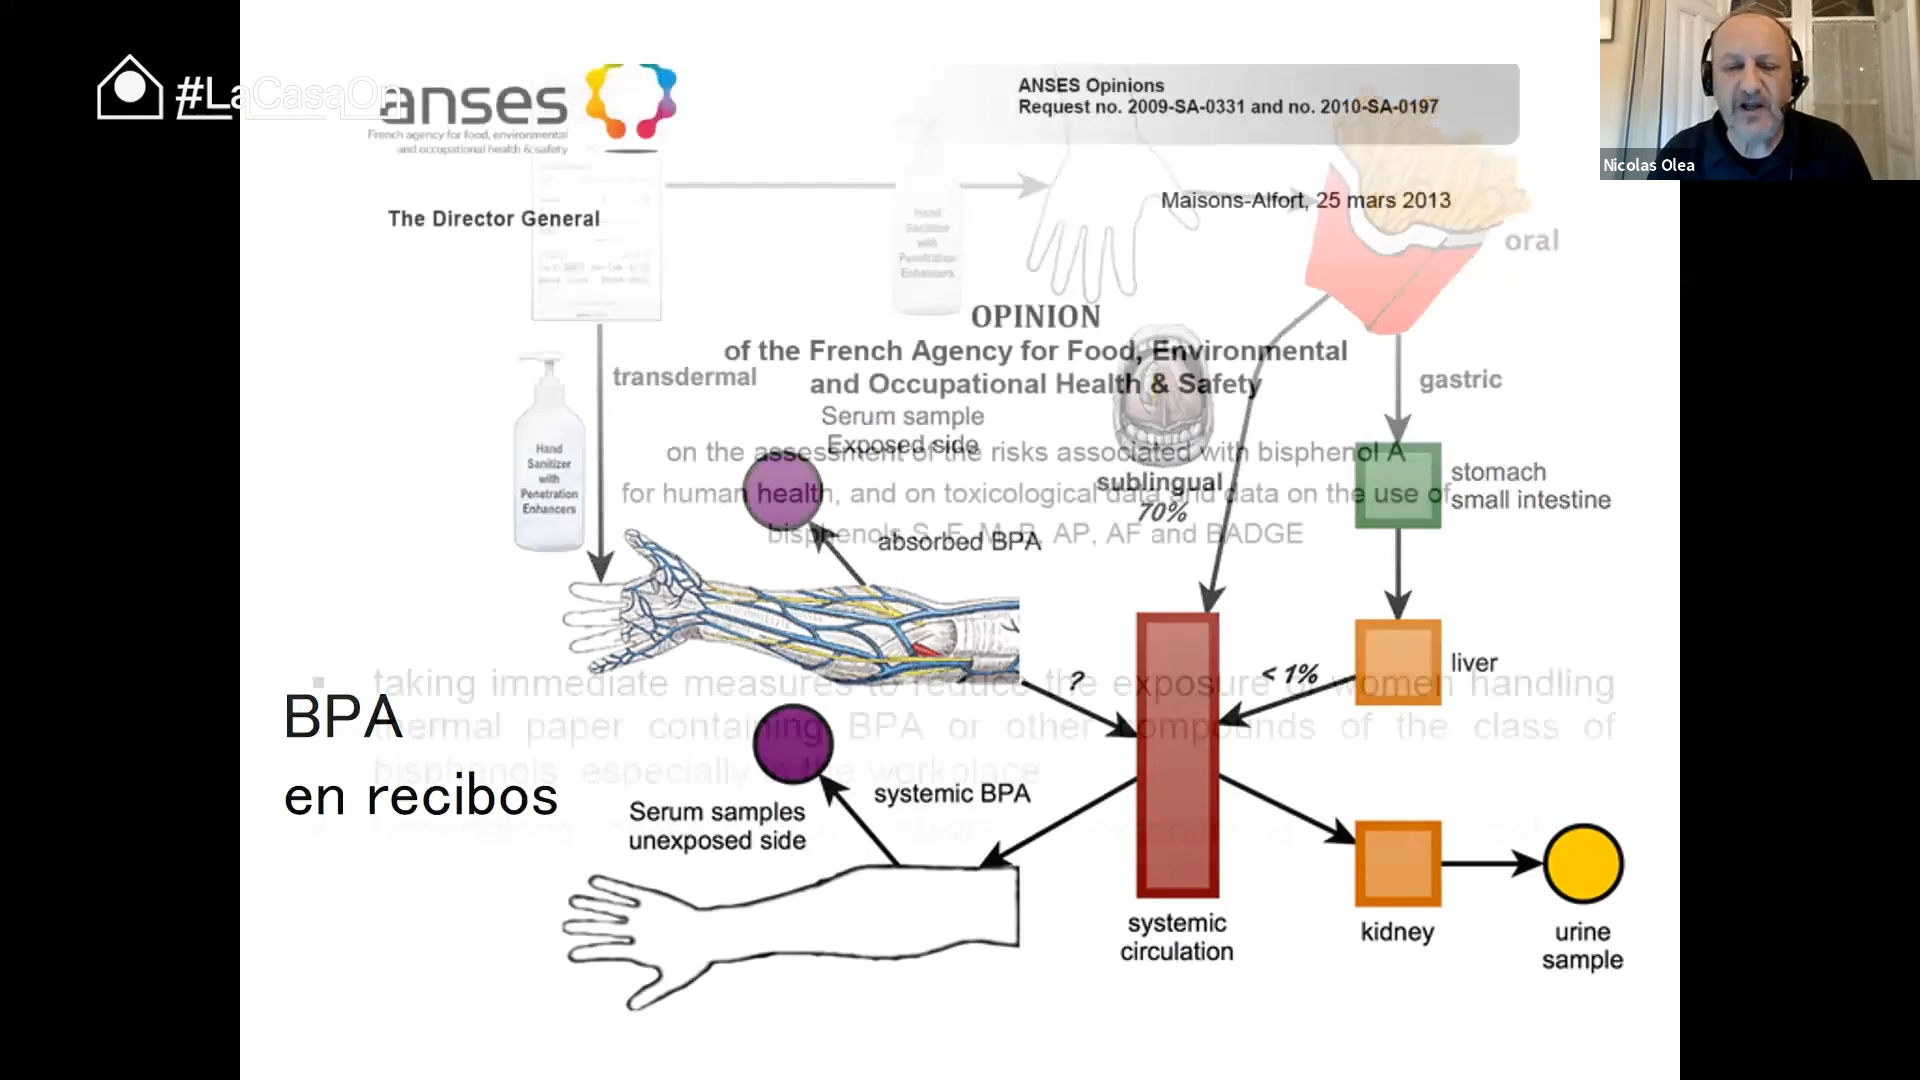 #LaCasaOn
anses
French agency for food, environmental
and occupational health & safety
ANSES Opinions
Request no. 2009-SA-0331 and no. 2010-SA-0197
Nicolas Olea
Maisons-Alfort, 25 mars 2013
The Director General
oral
Hand
Sanitizer
with
Penetration
Enhancers
OPINION
of the French Agency for Food, Environmental
and Occupational Health & Safety
transdermal
gastric
Serum sample
Exposed side
on the assessment of the risks associated with bisphenol A
for human health, and on toxicological data and data on the use of
bisphenols S, F, M, B, AP, AF and BADGE
Hand
Sanitizer
with
Penetration
Enhancers
sublingual
70%
stomach
small intestine
absorbed BPA
?
< 1%
liver
taking immediate measures to reduce the exposure of women handling
thermal paper containing BPA or other compounds of the class of
bisphenols especially in the workplace
BPA
en recibos
systemic BPA
Serum samples
unexposed side
systemic
circulation
kidney
urine
sample